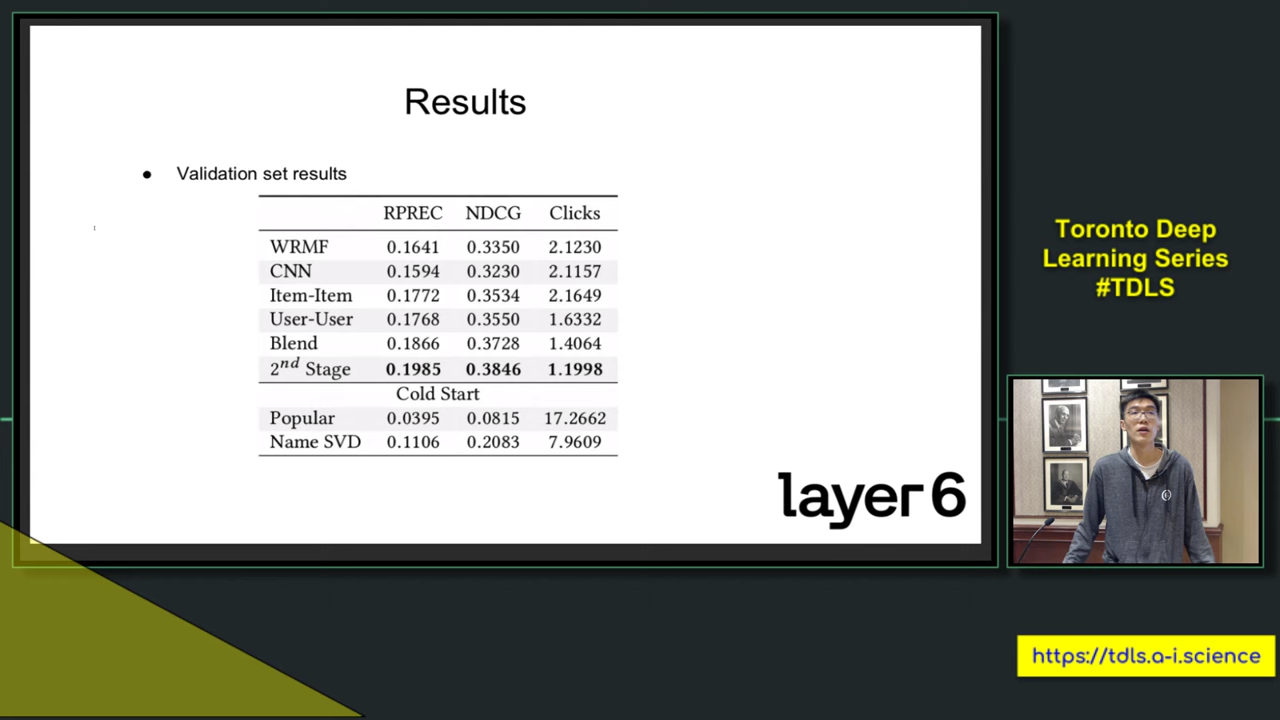 Results
● Validation set results
RPREC NDCG Clicks
WRMF 0.1641 0.3350 2.1230
CNN 0.1594 0.3230 2.1157
Item-Item 0.1772 0.3534 2.1649
User-User 0.1768 0.3550 1.6332
Blend 0.1866 0.3728 1.4064
2nd Stage 0.1985 0.3846 1.1998
Cold Start
Popular 0.0395 0.0815 17.2662
Name SVD 0.1106 0.2083 7.9609
layer 6
Toronto Deep
Learning Series
#TDLS
https://tdls.a-i.science